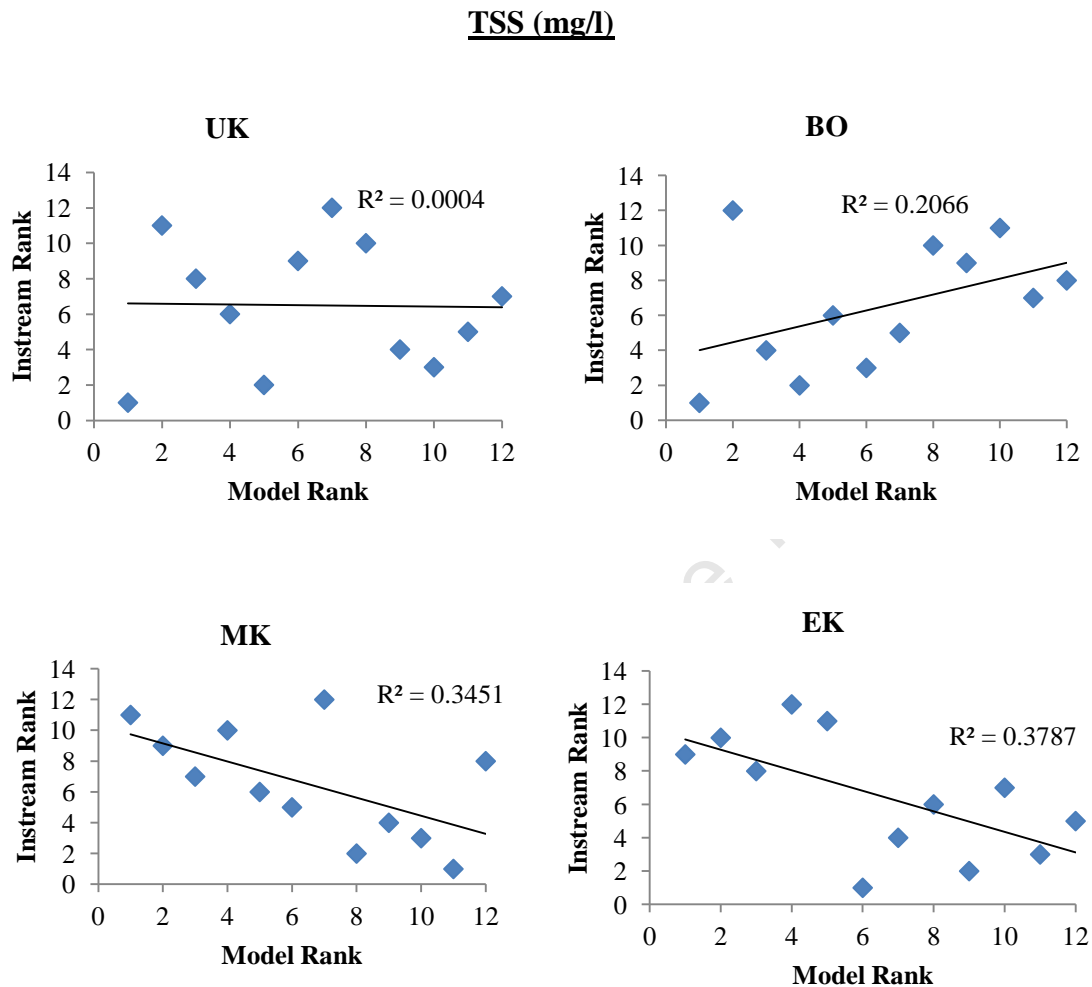 TSS (mg/l)
UK
R² = 0.0004
Instream Rank
14
12
10
8
6
4
2
0
0 2 4 6 8 10 12
Model Rank
BO
R² = 0.2066
Instream Rank
14
12
10
8
6
4
2
0
0 2 4 6 8 10 12
Model Rank
MK
R² = 0.3451
Instream Rank
14
12
10
8
6
4
2
0
0 2 4 6 8 10 12
Model Rank
EK
R² = 0.3787
Instream Rank
14
12
10
8
6
4
2
0
0 2 4 6 8 10 12
Model Rank